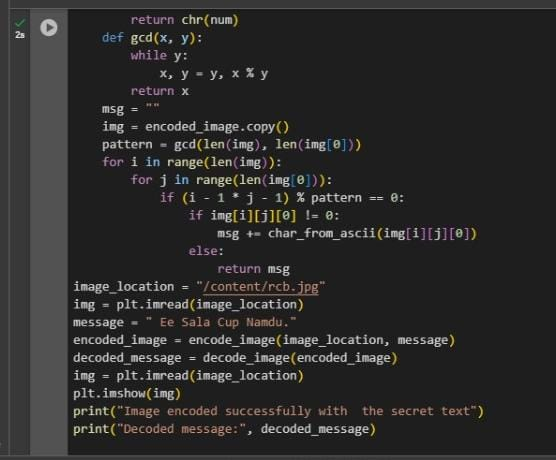 2s
        return chr(num)
    def gcd(x, y):
        while y:
            x, y = y, x % y
        return x
    msg = ""
    img = encoded_image.copy()
    pattern = gcd(len(img), len(img[0]))
    for i in range(len(img)):
        for j in range(len(img[0])):
            if (i - 1 * j - 1) % pattern == 0:
                if img[i][j][0] != 0:
                    msg += char_from_ascii(img[i][j][0])
                else:
                    return msg
image_location = "/content/rcb.jpg"
img = plt.imread(image_location)
message = " Ee Sala Cup Namdu."
encoded_image = encode_image(image_location, message)
decoded_message = decode_image(encoded_image)
img = plt.imread(image_location)
plt.imshow(img)
print("Image encoded successfully with  the secret text")
print("Decoded message:", decoded_message)